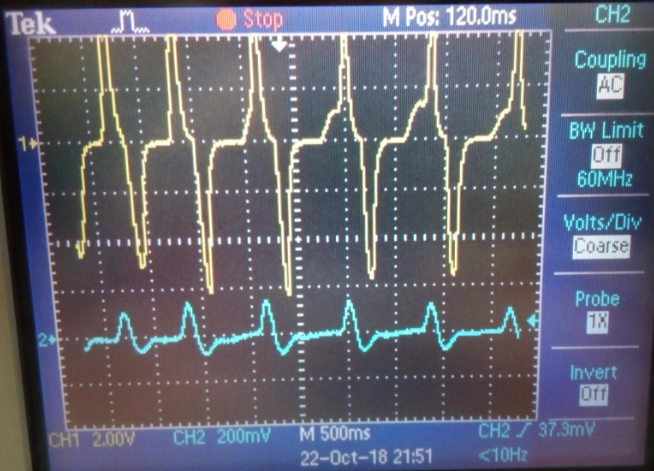 Tek Stop M Pos: 120.0ms CH2
Coupling
AC
1
BW Limit
Off
60MHz
Volts/Div
Coarse
Probe
1X
2
Invert
Off
CH1 2.00V CH2 200mV M 500ms CH2 37.3mV
22-Oct-18 21:51 <10Hz